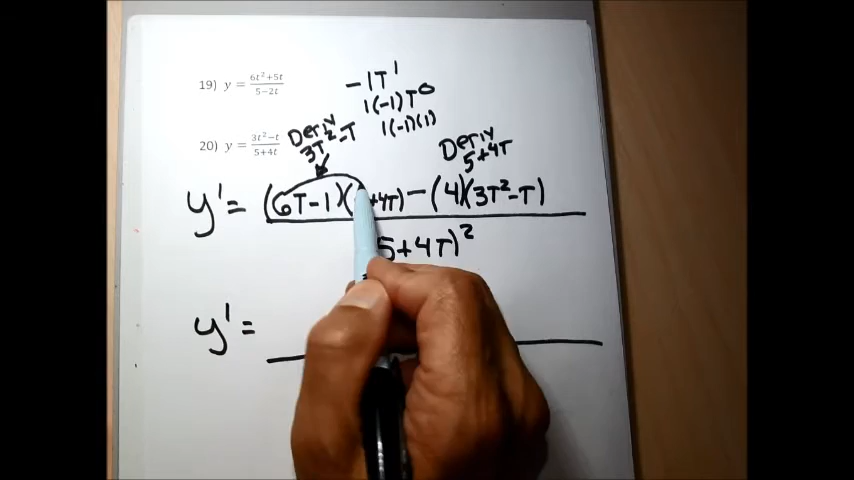 19) y = 6t²+5t / 5−2t
−1T¹
1(−1)T⁰
1(−1)(1)
20) y = 3t²−t / 5+4t
Deriv
3T²−T
Deriv
5+4T
y' = (6T−1)( +4T) − (4)(3T²−T)
5+4T)²
y' =